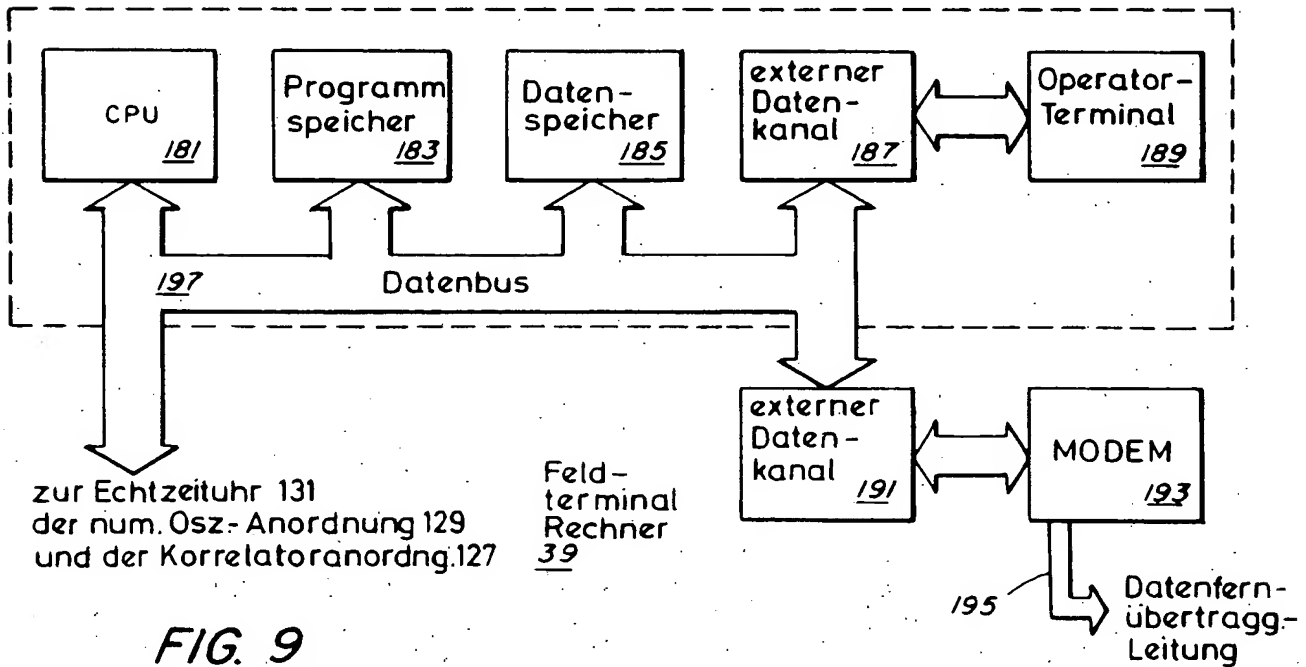 CPU
181
Programm
speicher
183
Daten-
speicher
185
externer
Daten-
kanal
187
Operator-
Terminal
189
197
Datenbus
externer
Daten-
kanal
191
MODEM
193
zur Echtzeituhr 131
der num. Osz.- Anordnung 129
und der Korrelatoranordng.127
Feld-
terminal
Rechner
39
195
Datenfern-
übertragg-
Leitung
FIG. 9